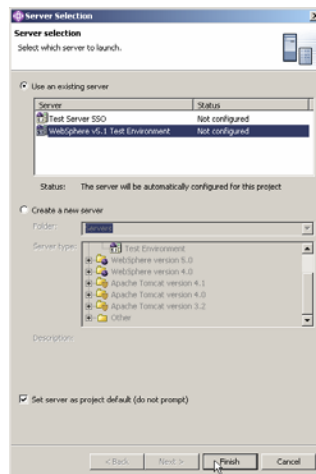 Server Selection
Server selection
Select which server to launch.
Use an existing server
Server Status
Test Server SSO Not configured
WebSphere v5.1 Test Environment Not configured
Status: The server will be automatically configured for this project
Create a new server
Folder: Servers
Server type: Test Environment
WebSphere version 5.0
WebSphere version 4.0
Apache Tomcat version 4.1
Apache Tomcat version 4.0
Apache Tomcat version 3.2
Other
Description:
Set server as project default (do not prompt)
< Back Next > Finish Cancel